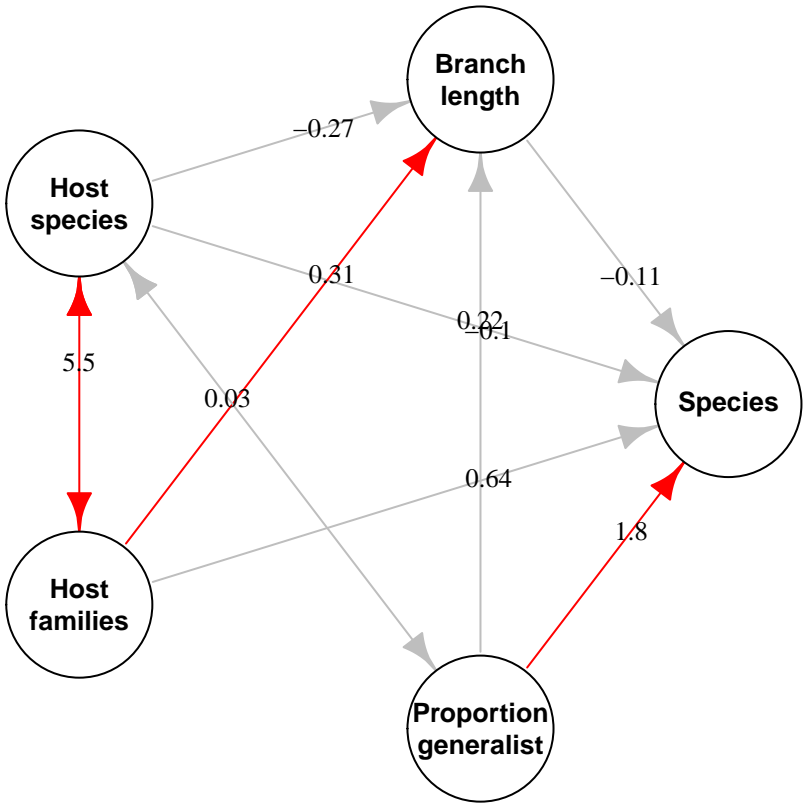 Branch
length
–0.27
Host
species
0.31
–0.11
0.22
–0.1
5.5
0.03
Species
0.64
1.8
Host
families
Proportion
generalist